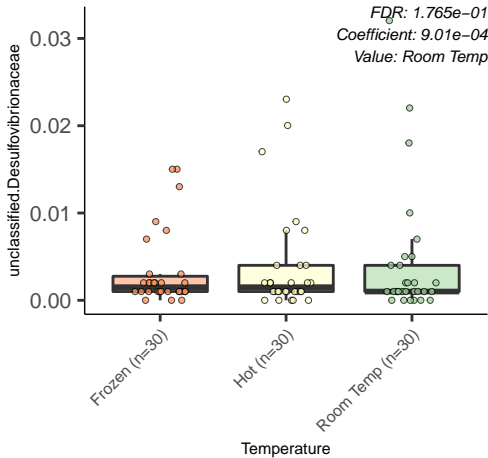 FDR: 1.765e−01
Coefficient: 9.01e−04
Value: Room Temp
unclassified.Desulfovibrionaceae
0.03
0.02
0.01
0.00
Frozen (n=30)
Hot (n=30)
Room Temp (n=30)
Temperature